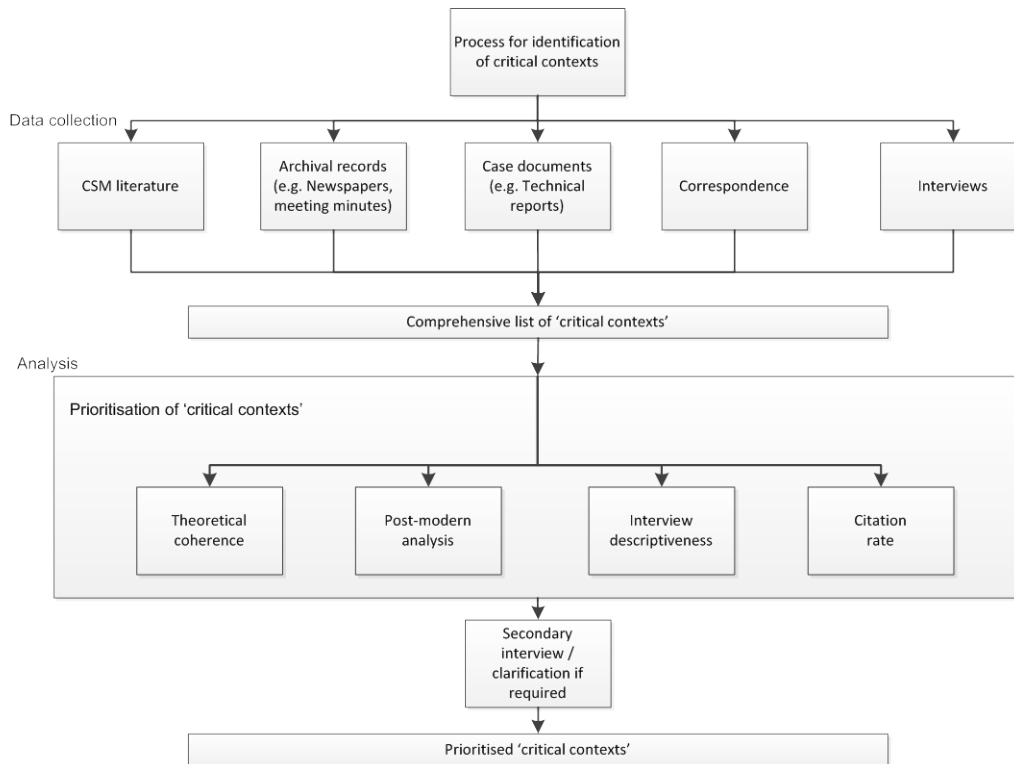 Process for identification
of critical contexts
Data collection
CSM literature
Archival records
(e.g. Newspapers,
meeting minutes)
Case documents
(e.g. Technical
reports)
Correspondence
Interviews
Comprehensive list of ‘critical contexts’
Analysis
Prioritisation of ‘critical contexts’
Theoretical
coherence
Post-modern
analysis
Interview
descriptiveness
Citation
rate
Secondary
interview /
clarification if
required
Prioritised ‘critical contexts’